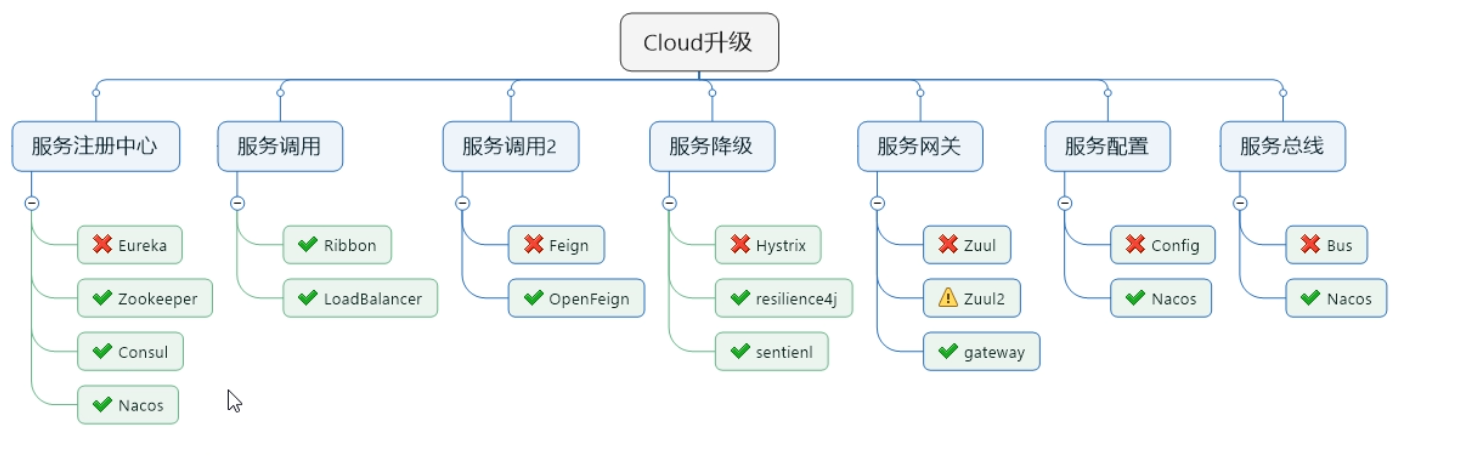 Cloud升级
服务注册中心
服务调用
服务调用2
服务降级
服务网关
服务配置
服务总线
Eureka
Ribbon
Feign
Hystrix
Zuul
Config
Bus
Zookeeper
LoadBalancer
OpenFeign
resilience4j
Zuul2
Nacos
Nacos
Consul
sentienl
gateway
Nacos